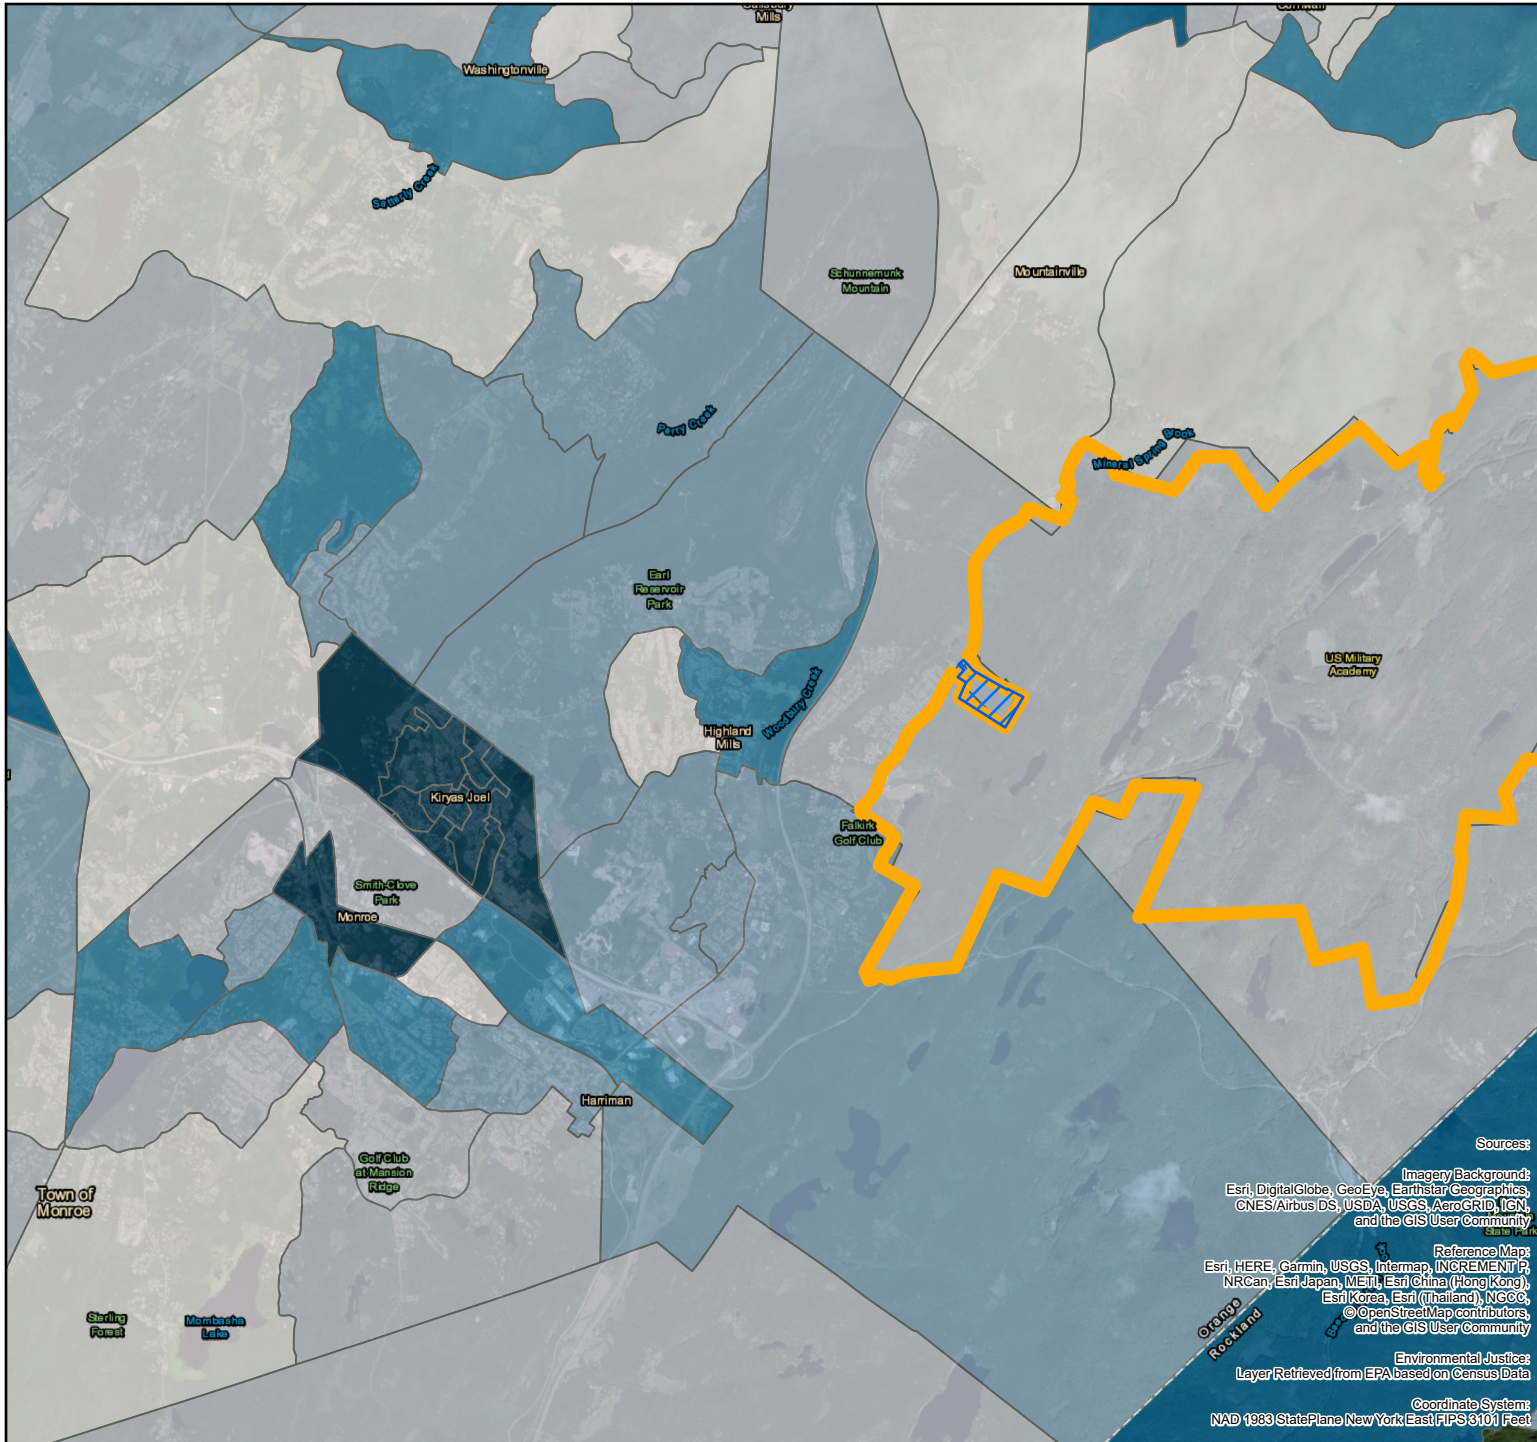 Salisbury
Mills
Cornwall
Washingtonville
Satterly Creek
Schunnemunk
Mountain
Mountainville
Perry Creek
Mineral Spring Brook
Earl
Reservoir
Park
US Military
Academy
Woodbury Creek
Highland
Mills
Kiryas Joel
Falkirk
Golf Club
Smith-Clove
Park
Monroe
Harriman
Golf Club
at Mansion
Ridge
Town of
Monroe
Sterling
Forest
Mombasha
Lake
Orange
Rockland
State Park
Sources:
Imagery Background:
Esri, DigitalGlobe, GeoEye, Earthstar Geographics,
CNES/Airbus DS, USDA, USGS, AeroGRID, IGN,
and the GIS User Community
Reference Map:
Esri, HERE, Garmin, USGS, Intermap, INCREMENT P,
NRCan, Esri Japan, METI, Esri China (Hong Kong),
Esri Korea, Esri (Thailand), NGCC,
© OpenStreetMap contributors,
and the GIS User Community
Environmental Justice:
Layer Retrieved from EPA based on Census Data
Coordinate System:
NAD 1983 StatePlane New York East FIPS 3101 Feet